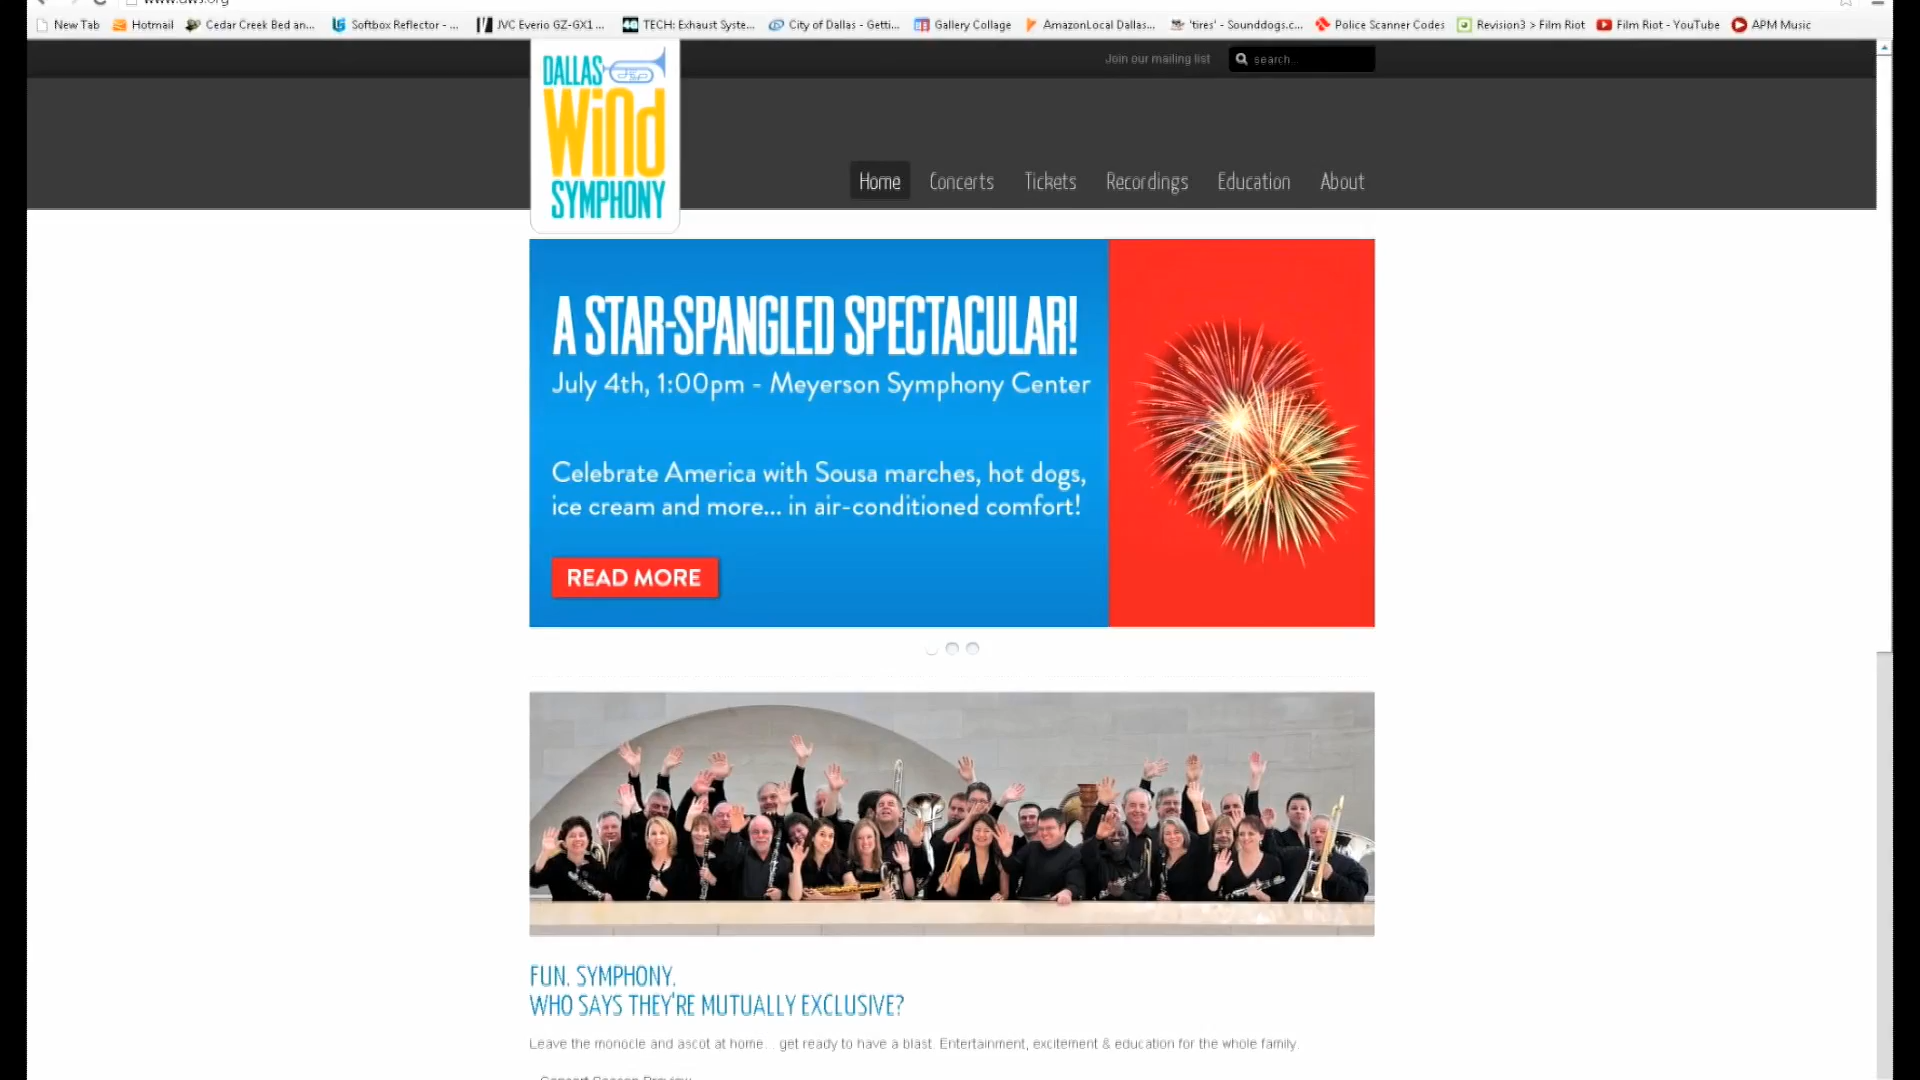 New Tab Hotmail Cedar Creek Bed an... Softbox Reflector - ... JVC Everio GZ-GX1 ... TECH: Exhaust Syste... City of Dallas - Getti... Gallery Collage AmazonLocal Dallas... 'tires' - Sounddogs.c... Police Scanner Codes Revision3 > Film Riot Film Riot - YouTube APM Music
Join our mailing list search...
DALLAS
Wind
SYMPHONY
Home Concerts Tickets Recordings Education About
A STAR-SPANGLED SPECTACULAR!
July 4th, 1:00pm - Meyerson Symphony Center
Celebrate America with Sousa marches, hot dogs,
ice cream and more... in air-conditioned comfort!
READ MORE
FUN. SYMPHONY.
WHO SAYS THEY'RE MUTUALLY EXCLUSIVE?
Leave the monocle and ascot at home... get ready to have a blast. Entertainment, excitement & education for the whole family.